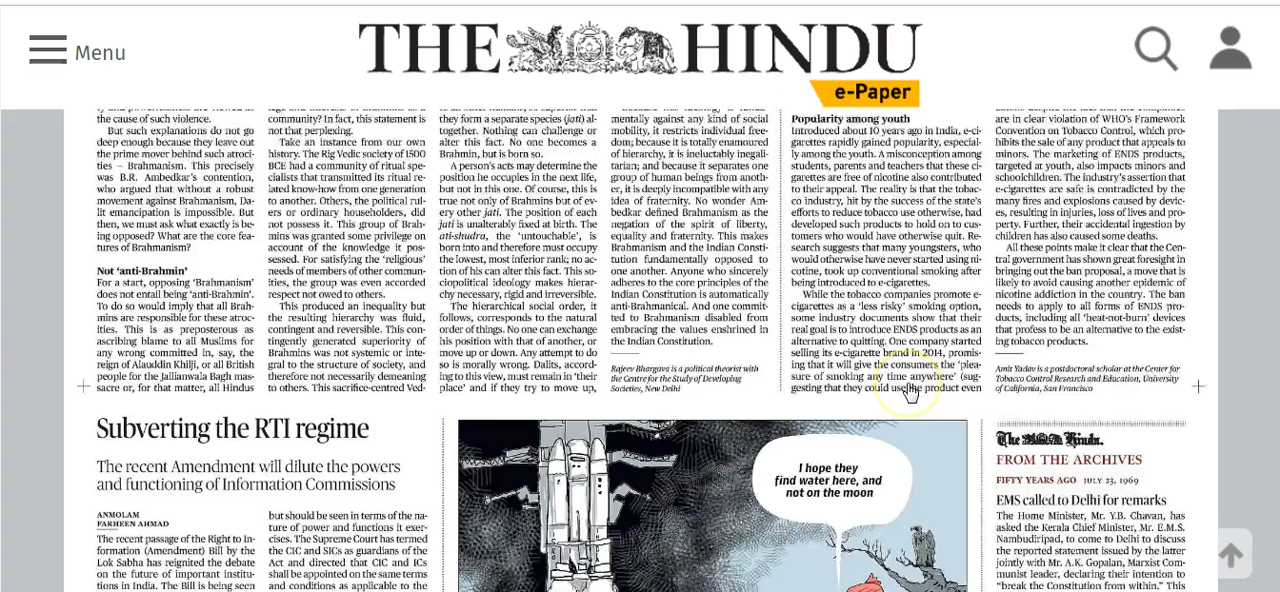 Menu
THE HINDU
e-Paper
the cause of such violence.
But such explanations do not go
deep enough because they leave out
the prime mover behind such atroci-
ties – Brahmanism. This precisely
was B.R. Ambedkar's convention,
who argued that without a robust
movement against Brahmanism, Da-
lit emancipation is impossible. But
then, we must ask what exactly is be-
ing opposed? What are the core fea-
tures of Brahmanism?
Not 'anti-Brahmin'
For a start, opposing 'Brahmanism'
does not entail being 'anti-Brahmin'.
To do so would imply that all Brah-
mins are responsible for these atroc-
ities. This is as preposterous as
ascribing blame to all Muslims for
any wrong committed in, say, the
reign of Alauddin Khilji, or all British
people for the Jallianwala Bagh mas-
sacre or, for that matter, all Hindus
community? In fact, this statement is
not that perplexing.
Take an instance from our own
history. The Rig Vedic society of 1500
BCE had a community of ritual spe-
cialists that transmitted its ritual re-
lated know-how from one generation
to another. Others, the political rul-
ers or ordinary householders, did
not possess it. This group of Brah-
mins was granted some privilege on
account of the knowledge it pos-
sessed. For satisfying the 'religious'
needs of members of other commun-
ities, the group was even accorded
respect not owed to others.
This produced an inequality but
the resulting hierarchy was fluid,
contingent and reversible. This con-
tingently generated superiority of
Brahmins was not systemic or inte-
gral to the structure of society, and
therefore not necessarily demeaning
to others. This sacrifice-centred Ved-
they form a separate species (jati) al-
together. Nothing can challenge or
alter this fact. No one becomes a
Brahmin, but is born so.
A person's acts may determine the
position he occupies in the next life,
but not in this one. Of course, this is
true not only of Brahmins but of ev-
ery other jati. The position of each
jati is unalterably fixed at birth. The
ati-shudra, the 'untouchable', is
born into and therefore must occupy
the lowest, most inferior rank; no ac-
tion of his can alter this fact. This so-
ciopolitical ideology makes hierar-
chy necessary, rigid and irreversible.
The hierarchical social order, it
follows, corresponds to the natural
order of things. No one can exchange
his position with that of another, or
move up or down. Any attempt to do
so is morally wrong. Dalits, accord-
ing to this view, must remain in 'their
place' and if they try to move up,
mentally against any kind of social
mobility, it restricts individual free-
dom; because it is totally enamoured
of hierarchy, it is ineluctably inegali-
tarian; and because it separates one
group of human beings from anoth-
er, it is deeply incompatible with any
idea of fraternity. No wonder Am-
bedkar defined Brahmanism as the
negation of the spirit of liberty,
equality and fraternity. This makes
Brahmanism and the Indian Consti-
tution fundamentally opposed to
one another. Anyone who sincerely
adheres to the core principles of the
Indian Constitution is automatically
anti-Brahmanical. And one commit-
ted to Brahmanism disabled from
embracing the values enshrined in
the Indian Constitution.
Rajeev Bhargava is a political theorist with
the Centre for the Study of Developing
Societies, New Delhi
Popularity among youth
Introduced about 10 years ago in India, e-ci-
garettes rapidly gained popularity, especial-
ly among the youth. A misconception among
students, parents and teachers that these ci-
garettes are free of nicotine also contributed
to their appeal. The reality is that the tobac-
co industry, hit by the success of the state's
efforts to reduce tobacco use otherwise, had
developed such products to hold on to cus-
tomers who would have otherwise quit. Re-
search suggests that many youngsters, who
would otherwise have never started using ni-
cotine, took up conventional smoking after
being introduced to e-cigarettes.
While the tobacco companies promote e-
cigarettes as a 'less risky' smoking option,
some industry documents show that their
real goal is to introduce ENDS products as an
alternative to quitting. One company started
selling its e-cigarette brand in 2014, promis-
ing that it will give the consumers the 'plea-
sure of smoking any time anywhere' (sug-
gesting that they could use the product even
are in clear violation of WHO's Framework
Convention on Tobacco Control, which pro-
hibits the sale of any product that appeals to
minors. The marketing of ENDS products,
targeted at youth, also impacts minors and
schoolchildren. The industry's assertion that
e-cigarettes are safe is contradicted by the
many fires and explosions caused by devic-
es, resulting in injuries, loss of lives and pro-
perty. Further, their accidental ingestion by
children has also caused some deaths.
All these points make it clear that the Cen-
tral government has shown great foresight in
bringing out the ban proposal, a move that is
likely to avoid causing another epidemic of
nicotine addiction in the country. The ban
needs to apply to all forms of ENDS pro-
ducts, including all 'heat-not-burn' devices
that profess to be an alternative to the exist-
ing tobacco products.
Amit Yadav is a postdoctoral scholar at the Center for
Tobacco Control Research and Education, University
of California, San Francisco
Subverting the RTI regime
The recent Amendment will dilute the powers
and functioning of Information Commissions
ANMOLAM
FARHEEN AHMAD
The recent passage of the Right to In-
formation (Amendment) Bill by the
Lok Sabha has reignited the debate
on the future of important institu-
tions in India. The Bill is being seen
but should be seen in terms of the na-
ture of power and functions it exer-
cises. The Supreme Court has termed
the CIC and SICs as guardians of the
Act and directed that CIC and ICs
shall be appointed on the same terms
and conditions as applicable to the
I hope they
find water here, and
not on the moon
The Hindu.
FROM THE ARCHIVES
FIFTY YEARS AGO JULY 23, 1969
EMS called to Delhi for remarks
The Home Minister, Mr. Y.B. Chavan, has
asked the Kerala Chief Minister, Mr. E.M.S.
Nambudiripad, to come to Delhi to discuss
the reported statement issued by the latter
jointly with Mr. A.K. Gopalan, Marxist Com-
munist leader, declaring their intention to
"break the Constitution from within." This